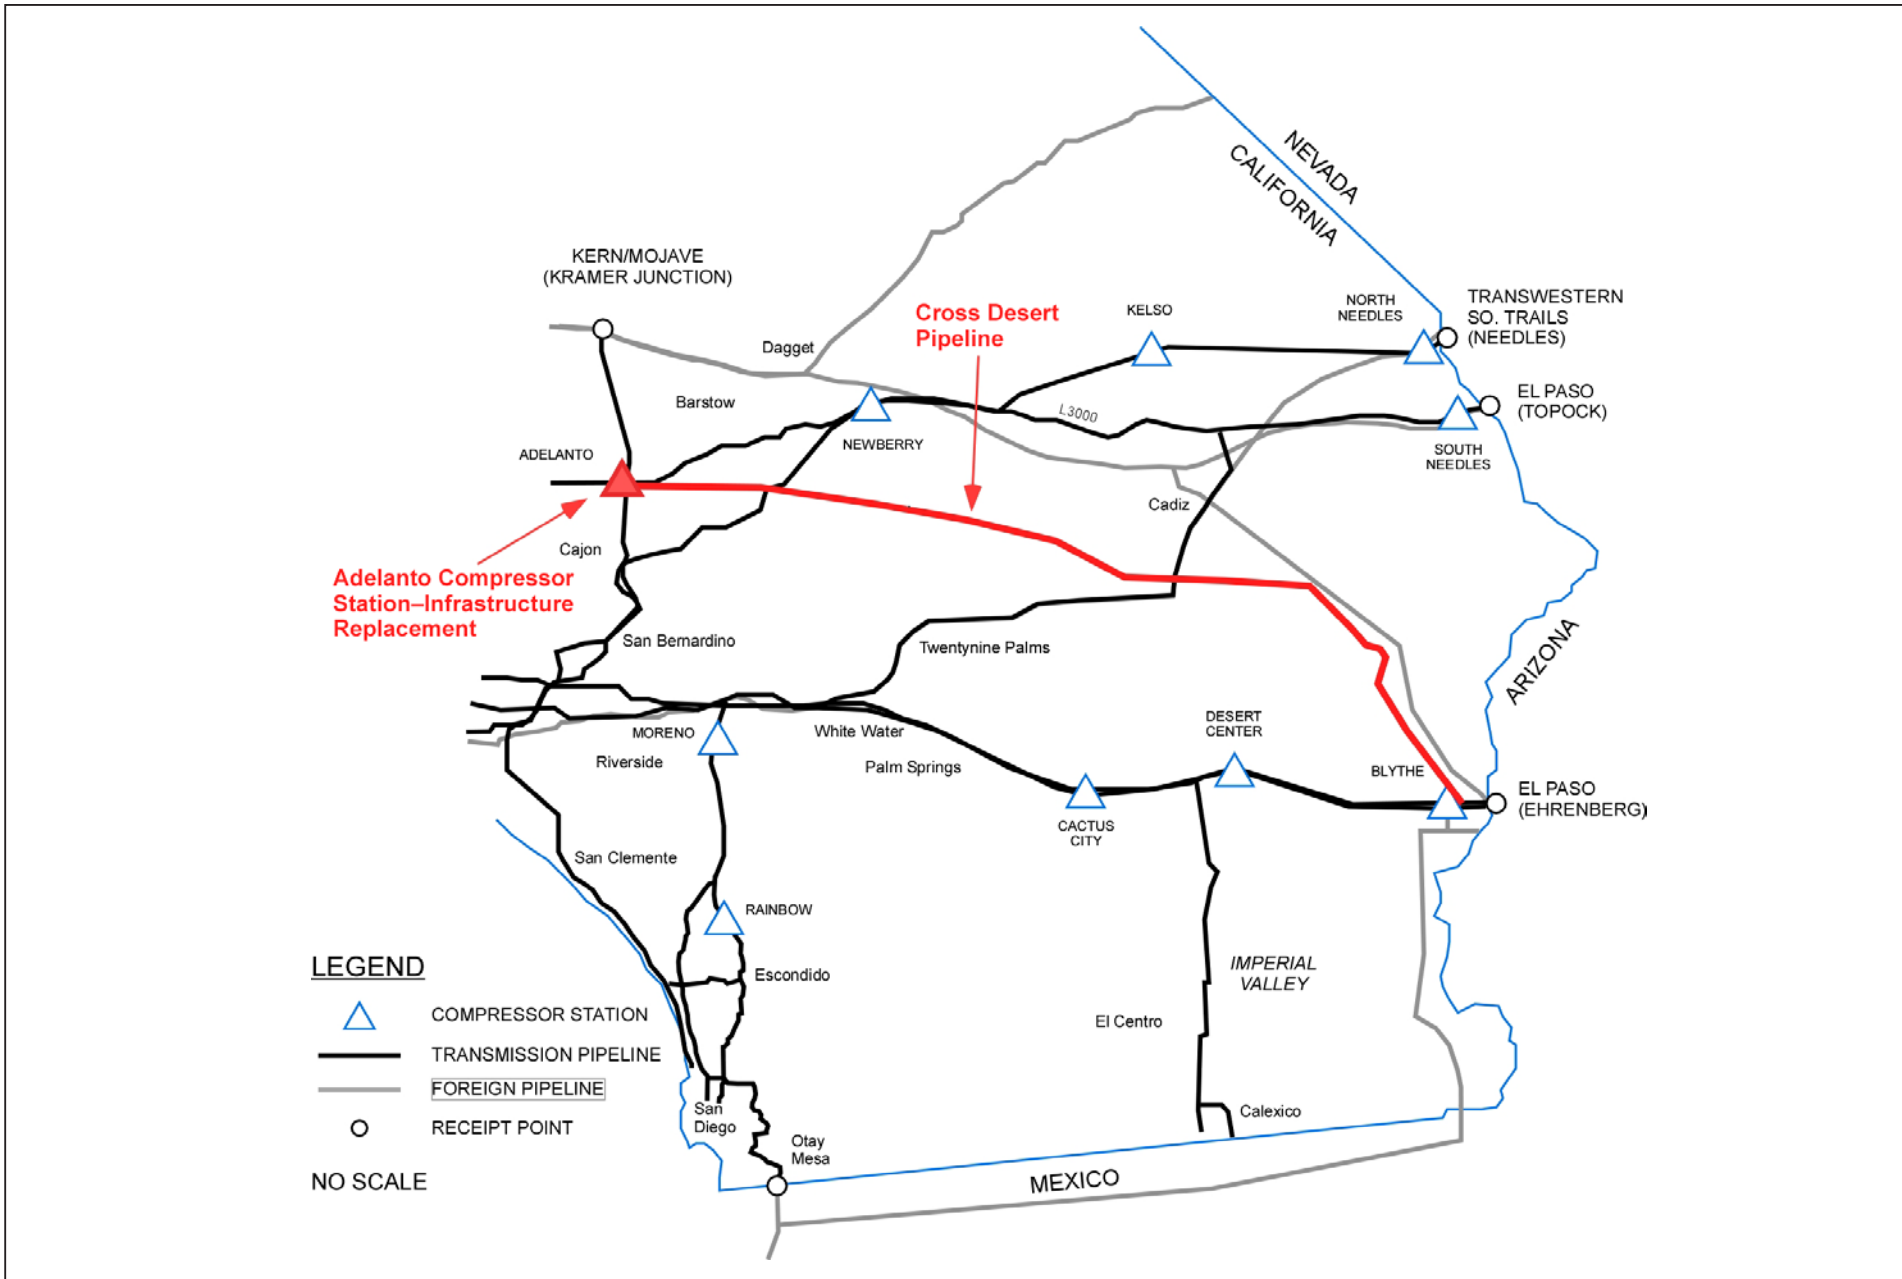 NEVADA
CALIFORNIA
KERN/MOJAVE
(KRAMER JUNCTION)
TRANSWESTERN
SO. TRAILS
(NEEDLES)
NORTH
NEEDLES
KELSO
Cross Desert
Pipeline
Dagget
EL PASO
(TOPOCK)
Barstow
L3000
NEWBERRY
SOUTH
NEEDLES
ADELANTO
Cadiz
Cajon
Adelanto Compressor
Station–Infrastructure
Replacement
San Bernardino
Twentynine Palms
ARIZONA
MORENO
White Water
DESERT
CENTER
Riverside
Palm Springs
BLYTHE
EL PASO
(EHRENBERG)
CACTUS
CITY
San Clemente
RAINBOW
Escondido
IMPERIAL
VALLEY
El Centro
San
Diego
Calexico
Otay
Mesa
MEXICO
LEGEND
COMPRESSOR STATION
TRANSMISSION PIPELINE
FOREIGN PIPELINE
RECEIPT POINT
NO SCALE